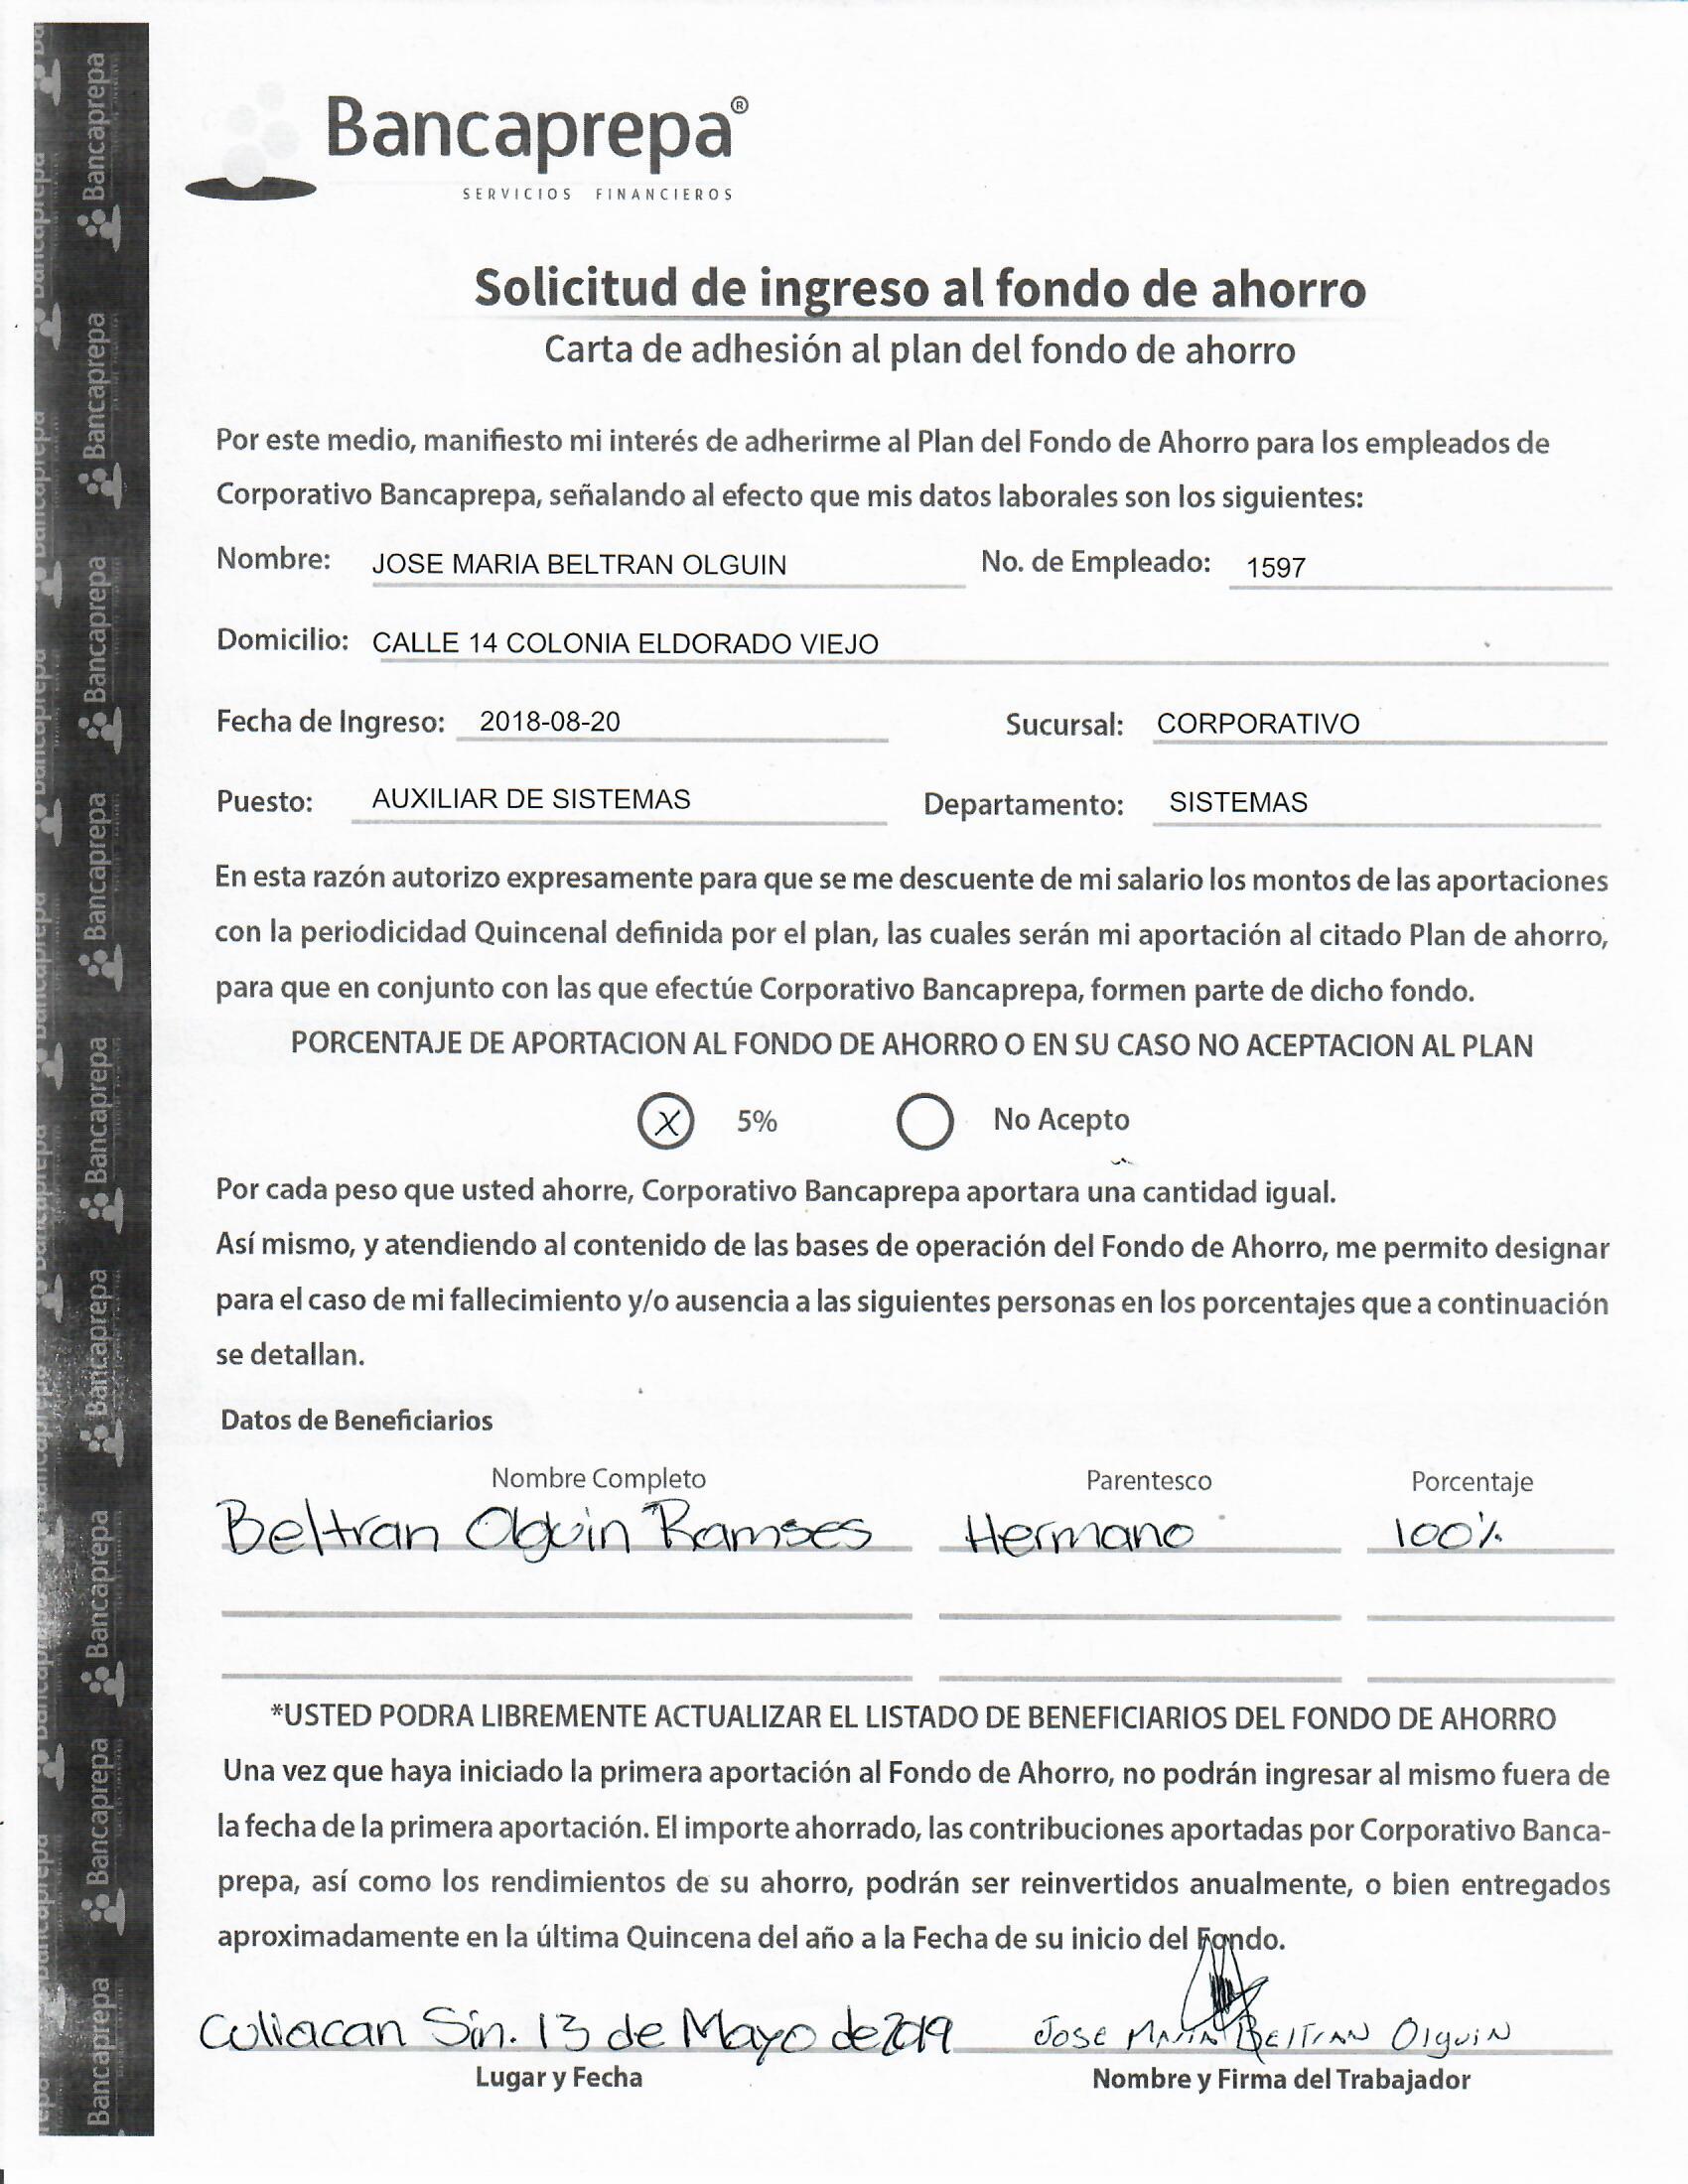 Bancaprepa®
SERVICIOS FINANCIEROS
Solicitud de ingreso al fondo de ahorro
Carta de adhesión al plan del fondo de ahorro
Por este medio, manifiesto mi interés de adherirme al Plan del Fondo de Ahorro para los empleados de
Corporativo Bancaprepa, señalando al efecto que mis datos laborales son los siguientes:
Nombre: JOSE MARIA BELTRAN OLGUIN No. de Empleado: 1597
Domicilio: CALLE 14 COLONIA ELDORADO VIEJO
Fecha de Ingreso: 2018-08-20 Sucursal: CORPORATIVO
Puesto: AUXILIAR DE SISTEMAS Departamento: SISTEMAS
En esta razón autorizo expresamente para que se me descuente de mi salario los montos de las aportaciones
con la periodicidad Quincenal definida por el plan, las cuales serán mi aportación al citado Plan de ahorro,
para que en conjunto con las que efectúe Corporativo Bancaprepa, formen parte de dicho fondo.
PORCENTAJE DE APORTACION AL FONDO DE AHORRO O EN SU CASO NO ACEPTACION AL PLAN
X 5% No Acepto
Por cada peso que usted ahorre, Corporativo Bancaprepa aportara una cantidad igual.
Así mismo, y atendiendo al contenido de las bases de operación del Fondo de Ahorro, me permito designar
para el caso de mi fallecimiento y/o ausencia a las siguientes personas en los porcentajes que a continuación
se detallan.
Datos de Beneficiarios
Nombre Completo Parentesco Porcentaje
Beltran Olguin Ramses Hermano 100%
*USTED PODRA LIBREMENTE ACTUALIZAR EL LISTADO DE BENEFICIARIOS DEL FONDO DE AHORRO
Una vez que haya iniciado la primera aportación al Fondo de Ahorro, no podrán ingresar al mismo fuera de
la fecha de la primera aportación. El importe ahorrado, las contribuciones aportadas por Corporativo Banca-
prepa, así como los rendimientos de su ahorro, podrán ser reinvertidos anualmente, o bien entregados
aproximadamente en la última Quincena del año a la Fecha de su inicio del Fondo.
Culiacan Sin. 13 de Mayo de 2019 Jose Maria Beltran Olguin
Lugar y Fecha Nombre y Firma del Trabajador
Bancaprepa
Bancaprepa
Bancaprepa
Bancaprepa
Bancaprepa
Bancaprepa
Bancaprepa
Bancaprepa
Bancaprepa